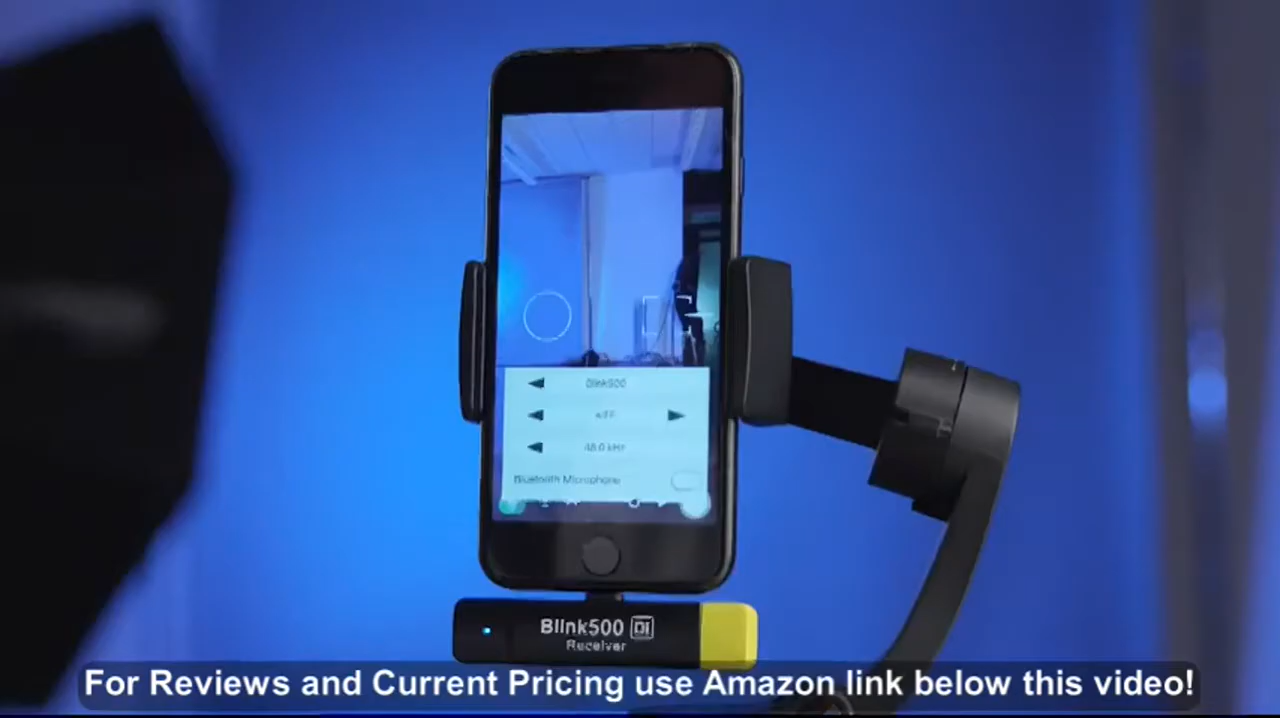 Blink500
48.0 kHz
Bluetooth Microphone
Blink500 Di
Receiver
For Reviews and Current Pricing use Amazon link below this video!